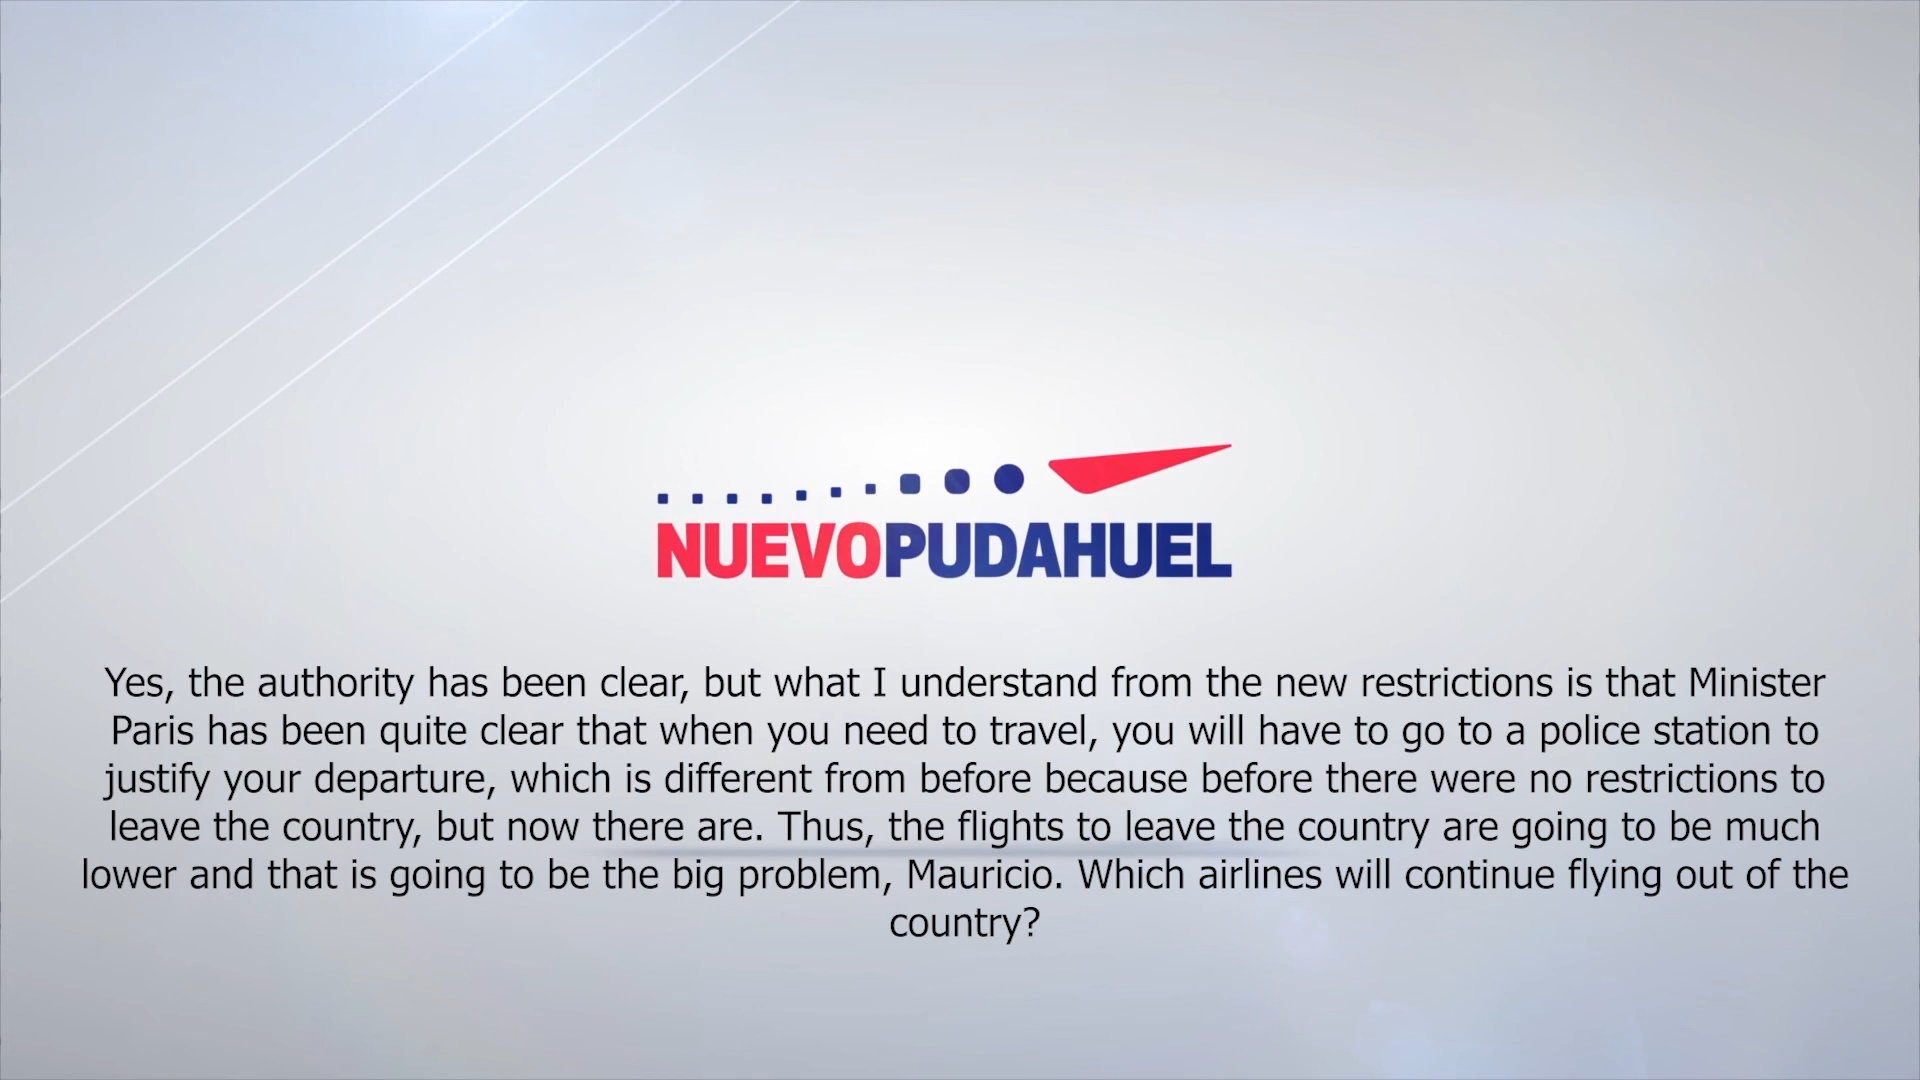 NUEVOPUDAHUEL
Yes, the authority has been clear, but what I understand from the new restrictions is that Minister
Paris has been quite clear that when you need to travel, you will have to go to a police station to
justify your departure, which is different from before because before there were no restrictions to
leave the country, but now there are. Thus, the flights to leave the country are going to be much
lower and that is going to be the big problem, Mauricio. Which airlines will continue flying out of the
country?